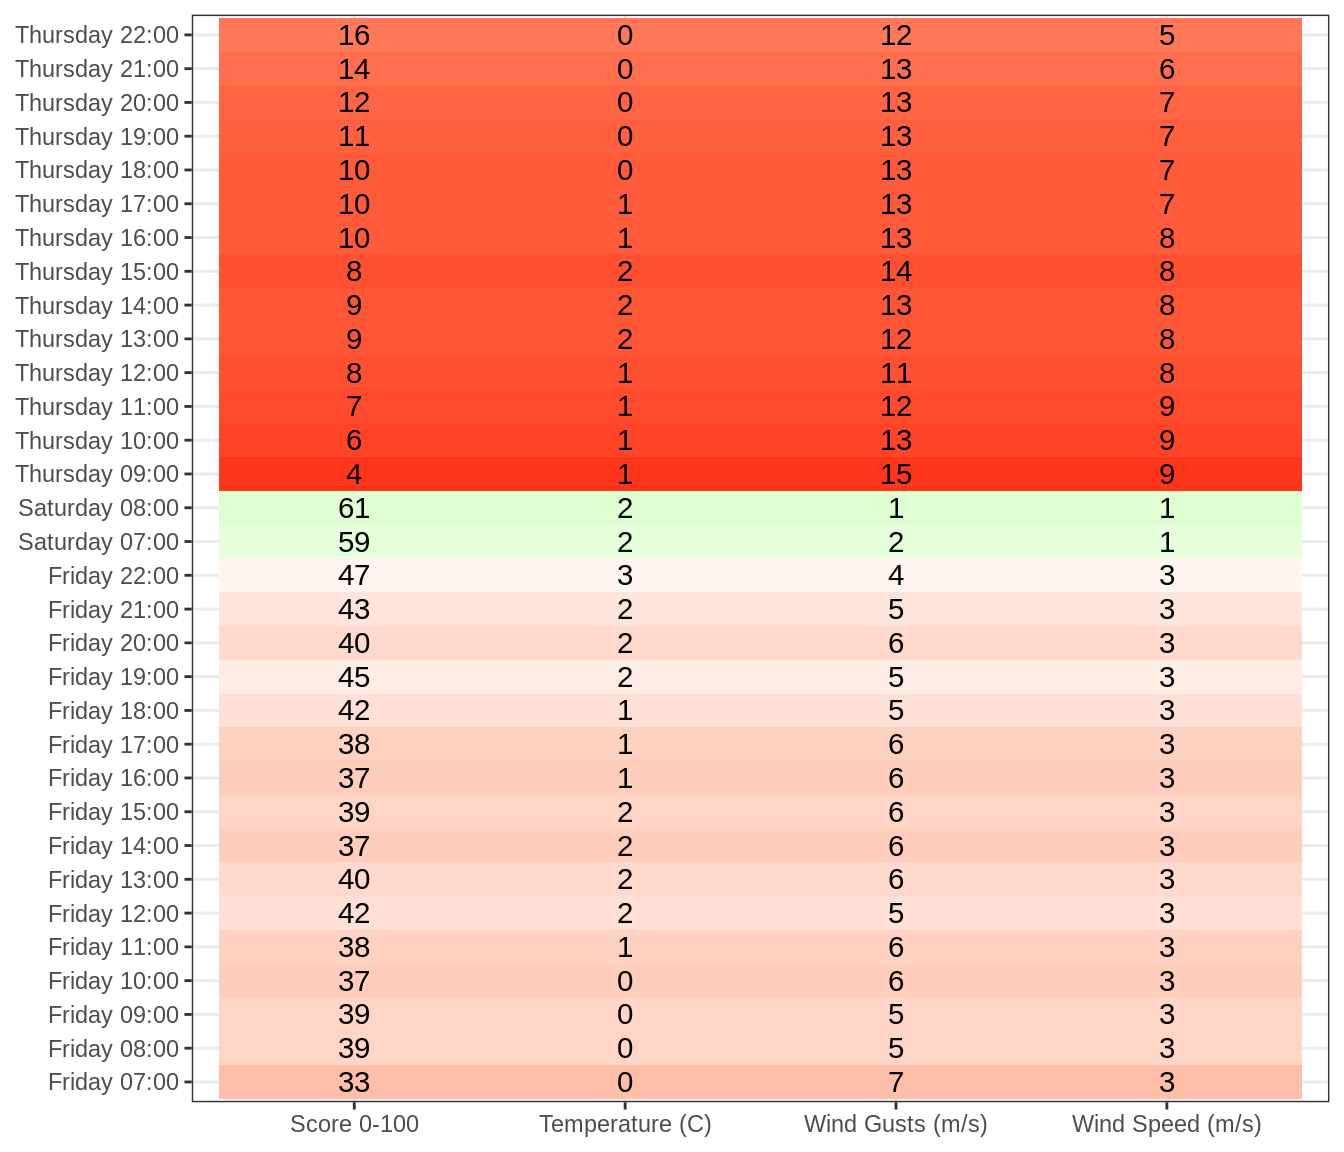 Thursday 22:00 16 0 12 5
Thursday 21:00 14 0 13 6
Thursday 20:00 12 0 13 7
Thursday 19:00 11 0 13 7
Thursday 18:00 10 0 13 7
Thursday 17:00 10 1 13 7
Thursday 16:00 10 1 13 8
Thursday 15:00 8 2 14 8
Thursday 14:00 9 2 13 8
Thursday 13:00 9 2 12 8
Thursday 12:00 8 1 11 8
Thursday 11:00 7 1 12 9
Thursday 10:00 6 1 13 9
Thursday 09:00 4 1 15 9
Saturday 08:00 61 2 1 1
Saturday 07:00 59 2 2 1
Friday 22:00 47 3 4 3
Friday 21:00 43 2 5 3
Friday 20:00 40 2 6 3
Friday 19:00 45 2 5 3
Friday 18:00 42 1 5 3
Friday 17:00 38 1 6 3
Friday 16:00 37 1 6 3
Friday 15:00 39 2 6 3
Friday 14:00 37 2 6 3
Friday 13:00 40 2 6 3
Friday 12:00 42 2 5 3
Friday 11:00 38 1 6 3
Friday 10:00 37 0 6 3
Friday 09:00 39 0 5 3
Friday 08:00 39 0 5 3
Friday 07:00 33 0 7 3
Score 0-100 Temperature (C) Wind Gusts (m/s) Wind Speed (m/s)